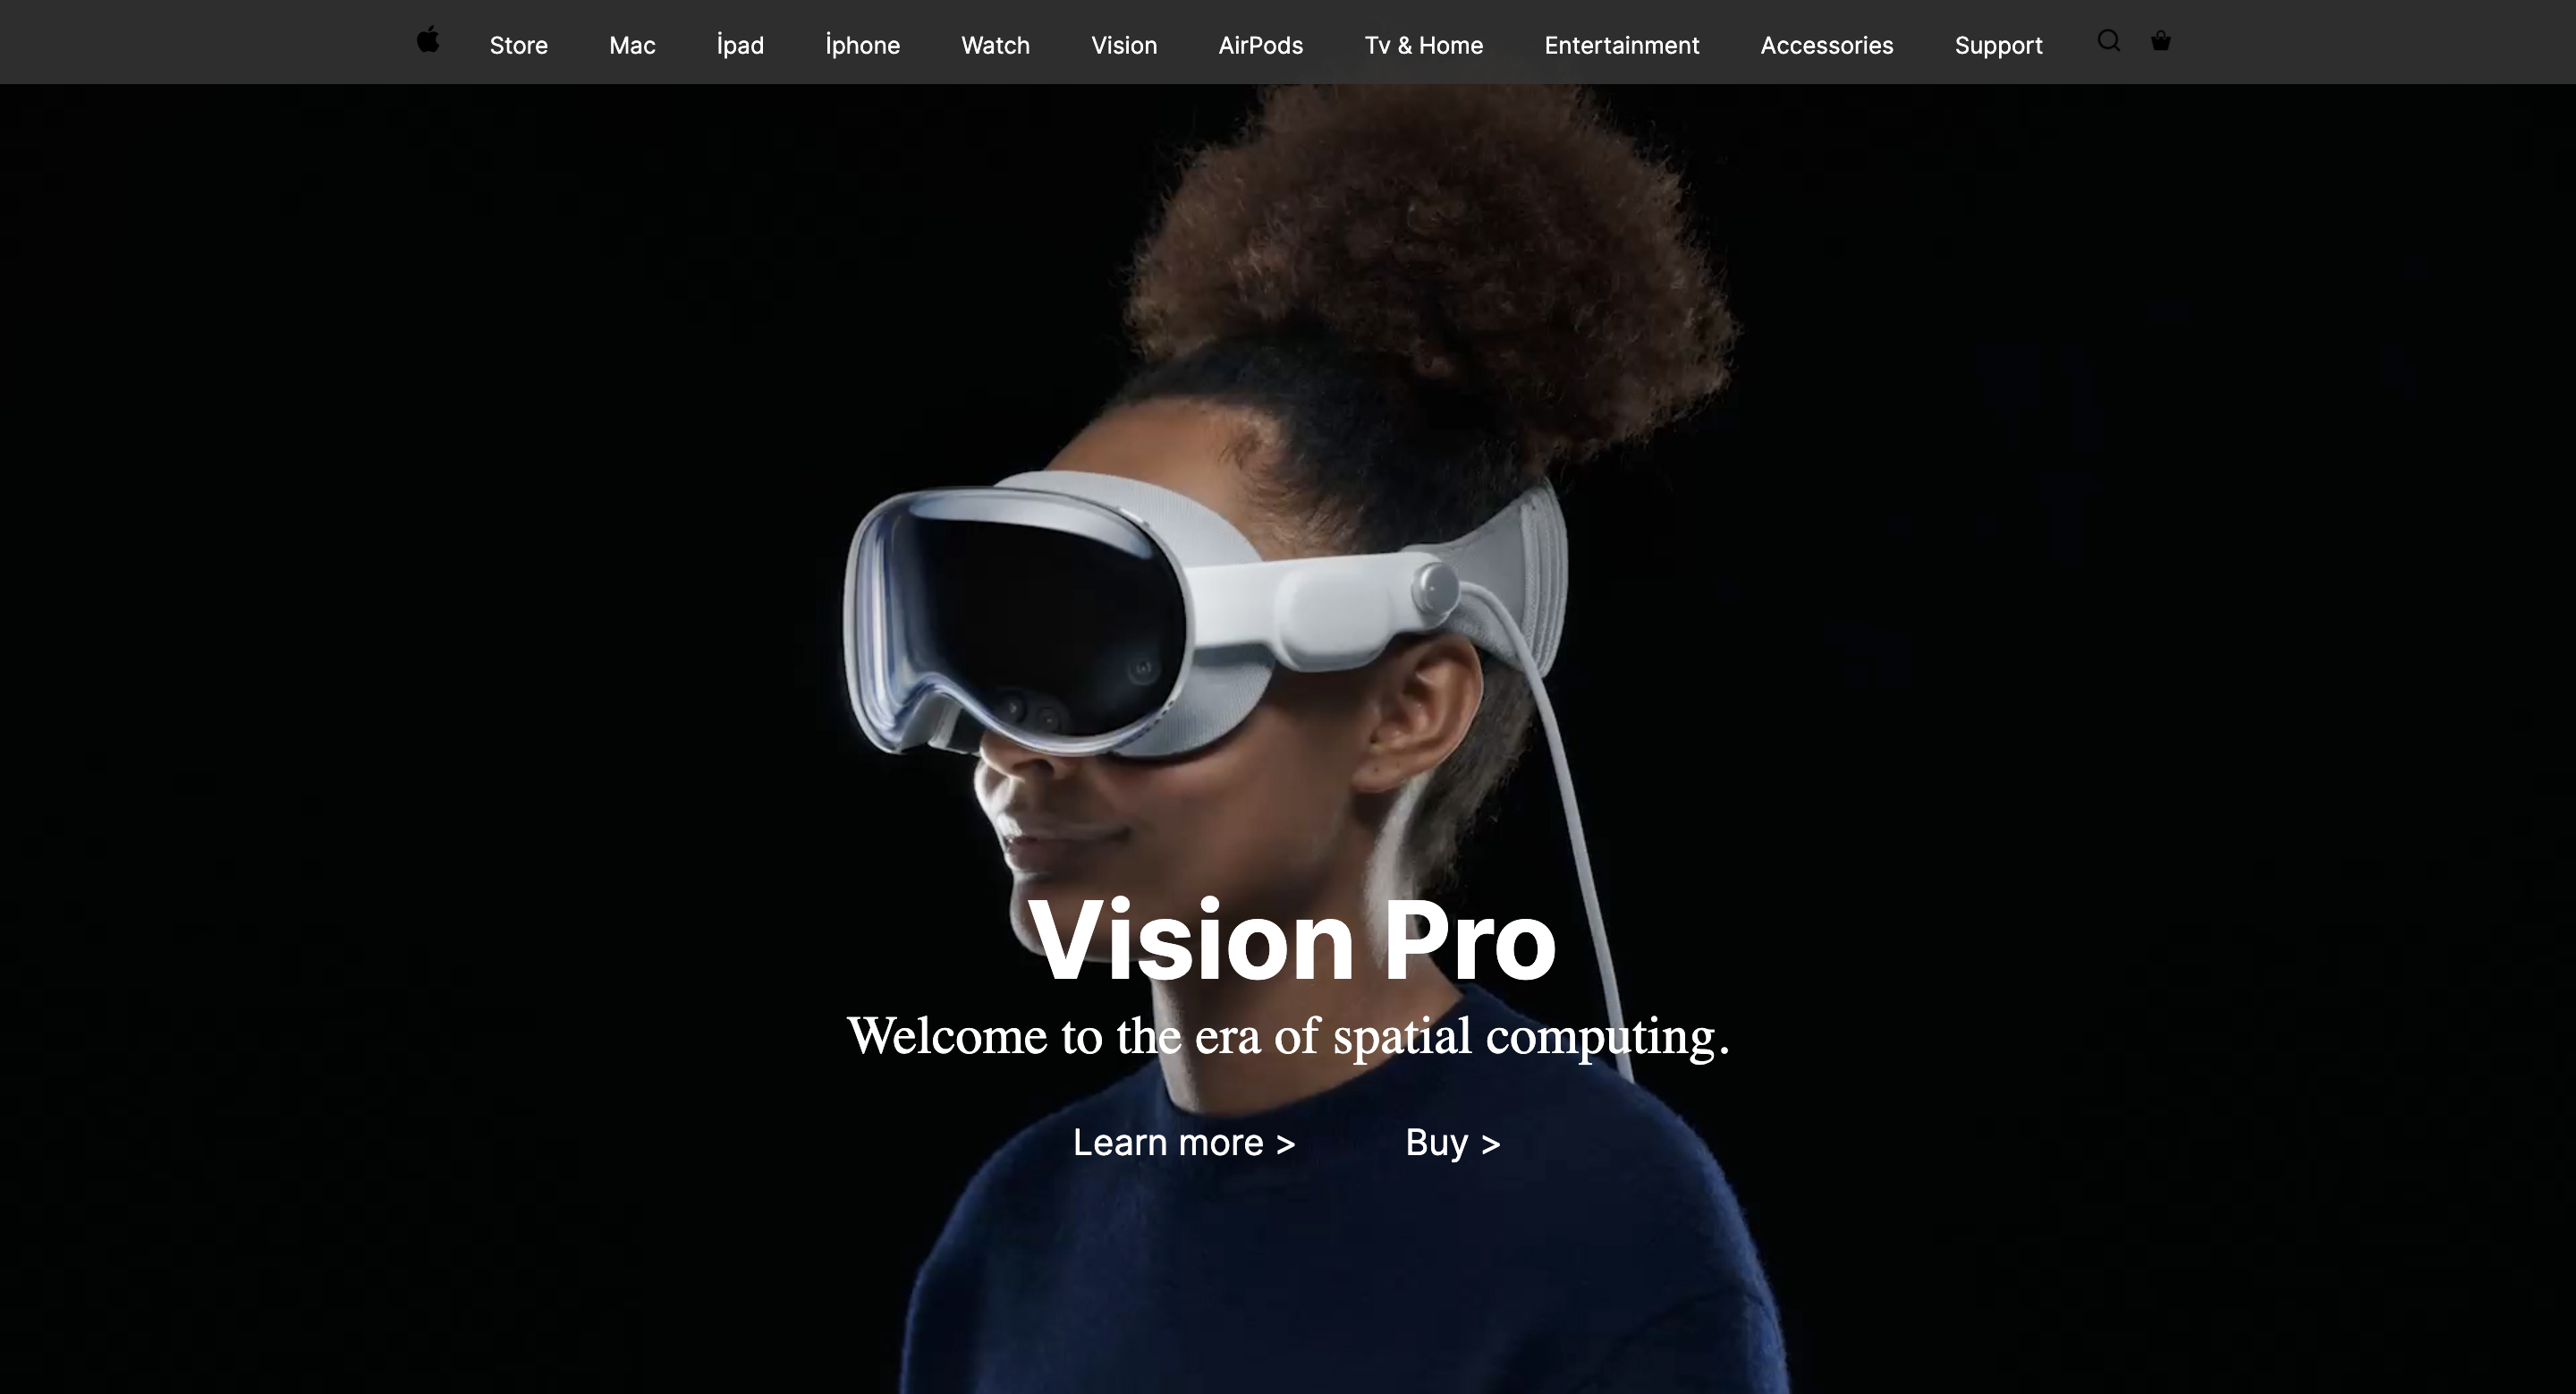 Store Mac İpad İphone Watch Vision AirPods Tv & Home Entertainment Accessories Support
Vision Pro
Welcome to the era of spatial computing.
Learn more > Buy >